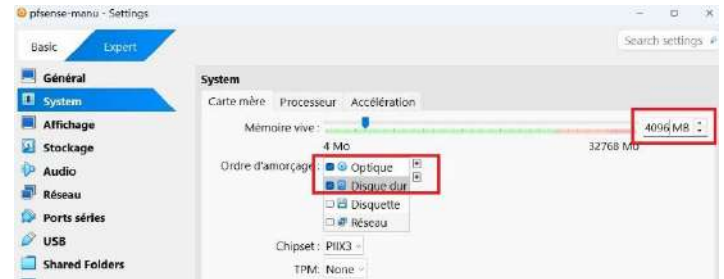 pfsense-manu - Settings
Basic Expert Search settings
Général
System
Affichage
Stockage
Audio
Réseau
Ports séries
USB
Shared Folders
System
Carte mère Processeur Accélération
Mémoire vive : 4096 MB
4 Mo 32768 Mo
Ordre d'amorçage : Optique
Disque dur
Disquette
Réseau
Chipset : PIIX3
TPM: None